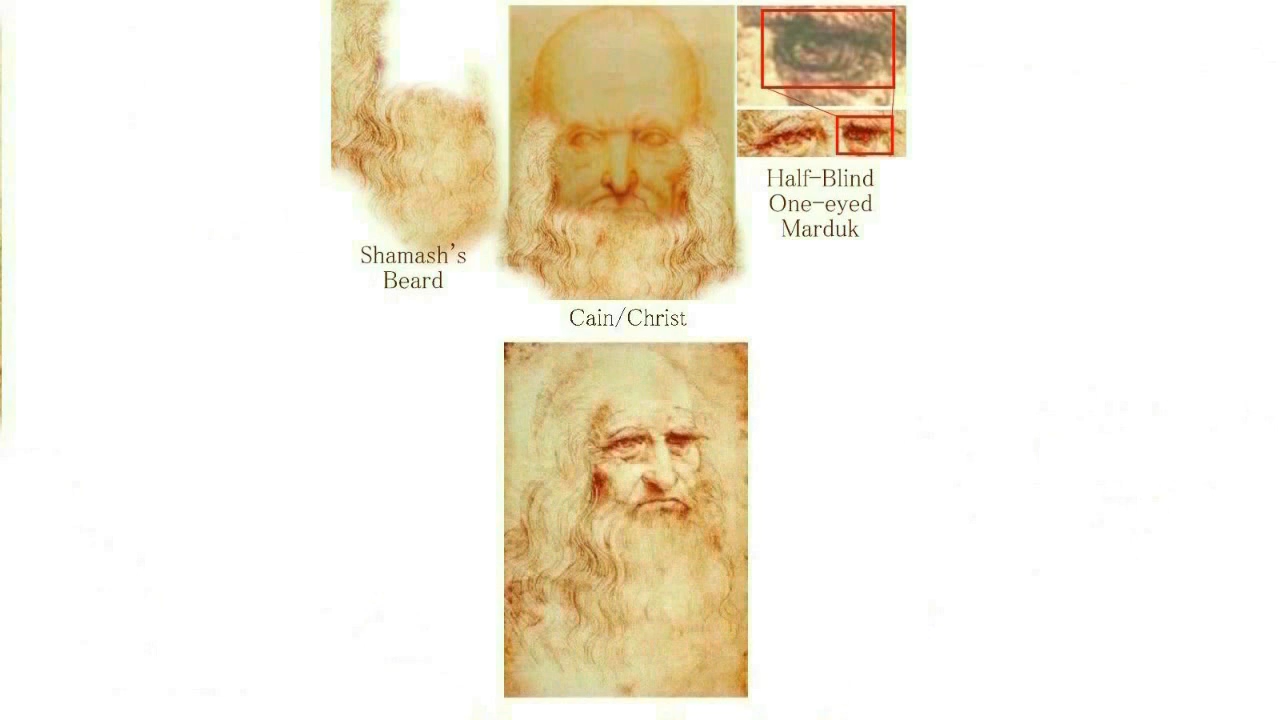 Shamash's
Beard
Cain/Christ
Half-Blind
One-eyed
Marduk